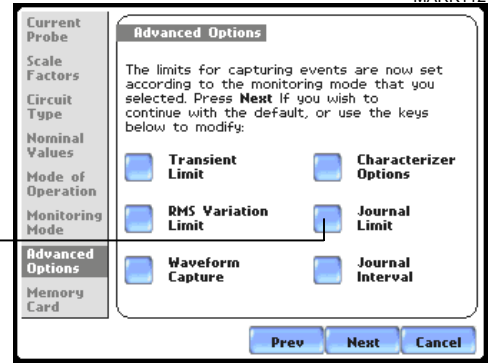 Current
Probe
Scale
Factors
Circuit
Type
Nominal
Values
Mode of
Operation
Monitoring
Mode
Advanced
Options
Memory
Card
Advanced Options
The limits for capturing events are now set
according to the monitoring mode that you
selected. Press Next If you wish to
continue with the default, or use the keys
below to modify:
Transient
Limit
Characterizer
Options
RMS Variation
Limit
Journal
Limit
Waveform
Capture
Journal
Interval
Prev
Next
Cancel